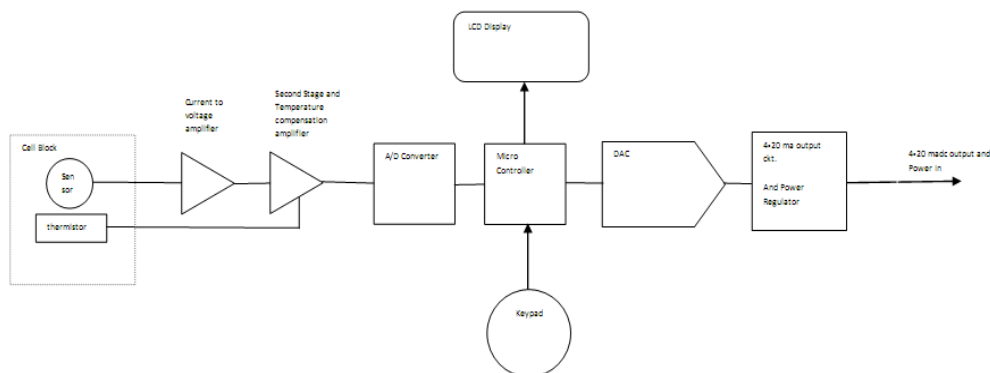 LCD Display
Current to
voltage
amplifier
Second Stage and
Temperature
compensation
amplifier
Cell Block
Sen
sor
thermistor
A/D Converter
Micro
Controller
DAC
4-20 ma output
ckt.
And Power
Regulator
4-20 madc output and
Power in
Keypad